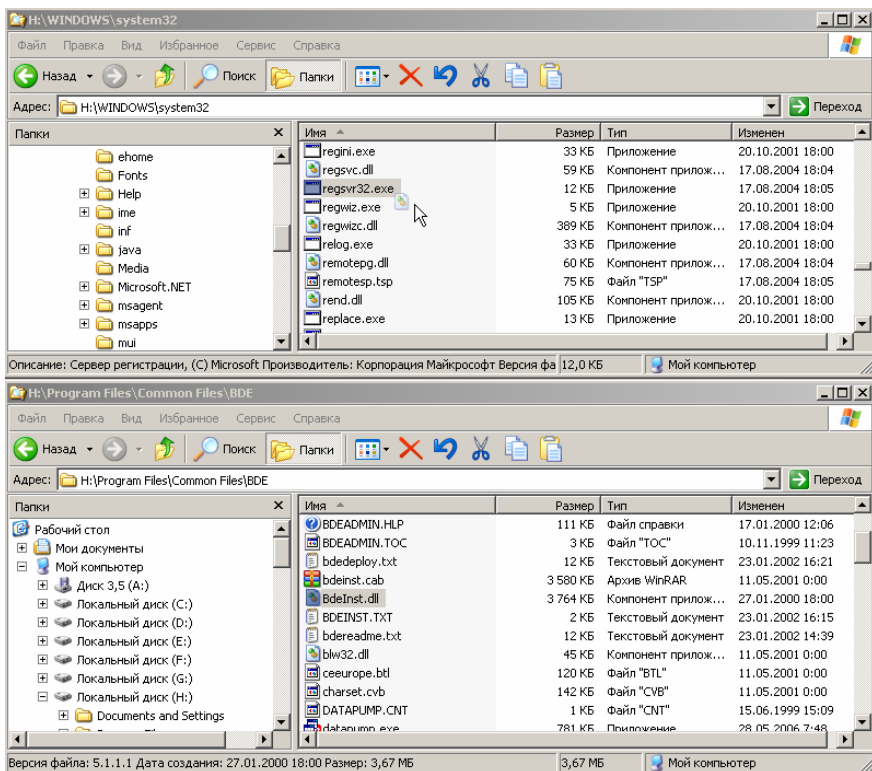 H:\WINDOWS\system32
Файл Правка Вид Избранное Сервис Справка
Назад Поиск Папки
Адрес: H:\WINDOWS\system32 Переход
Папки Имя Размер Тип Изменен
ehome regini.exe 33 КБ Приложение 20.10.2001 18:00
Fonts regsvc.dll 59 КБ Компонент прилож... 17.08.2004 18:04
Help regsvr32.exe 12 КБ Приложение 17.08.2004 18:05
ime regwiz.exe 5 КБ Приложение 20.10.2001 18:00
inf regwizc.dll 389 КБ Компонент прилож... 17.08.2004 18:04
java relog.exe 33 КБ Приложение 20.10.2001 18:00
Media remotepg.dll 60 КБ Компонент прилож... 17.08.2004 18:04
Microsoft.NET remotesp.tsp 75 КБ Файл "TSP" 17.08.2004 18:05
msagent rend.dll 105 КБ Компонент прилож... 20.10.2001 18:00
msapps replace.exe 13 КБ Приложение 20.10.2001 18:00
mui
Описание: Сервер регистрации, (C) Microsoft Производитель: Корпорация Майкрософт Версия фа 12,0 КБ Мой компьютер
H:\Program Files\Common Files\BDE
Файл Правка Вид Избранное Сервис Справка
Назад Поиск Папки
Адрес: H:\Program Files\Common Files\BDE Переход
Папки Имя Размер Тип Изменен
Рабочий стол BDEADMIN.HLP 111 КБ Файл справки 17.01.2000 12:06
Мои документы BDEADMIN.TOC 3 КБ Файл "TOC" 10.11.1999 11:23
Мой компьютер bdedeploy.txt 12 КБ Текстовый документ 23.01.2002 16:21
Диск 3,5 (A:) bdeinst.cab 3 580 КБ Архив WinRAR 11.05.2001 0:00
Локальный диск (C:) BdeInst.dll 3 764 КБ Компонент прилож... 27.01.2000 18:00
Локальный диск (D:) BDEINST.TXT 2 КБ Текстовый документ 23.01.2002 16:15
Локальный диск (E:) bdereadme.txt 12 КБ Текстовый документ 23.01.2002 14:39
Локальный диск (F:) blw32.dll 45 КБ Компонент прилож... 11.05.2001 0:00
Локальный диск (G:) ceeurope.btl 120 КБ Файл "BTL" 11.05.2001 0:00
Локальный диск (H:) charset.cvb 142 КБ Файл "CVB" 11.05.2001 0:00
Documents and Settings DATAPUMP.CNT 1 КБ Файл "CNT" 15.06.1999 15:09
datapump.exe 781 КБ Приложение 28.05.2006 7:48
Версия файла: 5.1.1.1 Дата создания: 27.01.2000 18:00 Размер: 3,67 МБ 3,67 МБ Мой компьютер